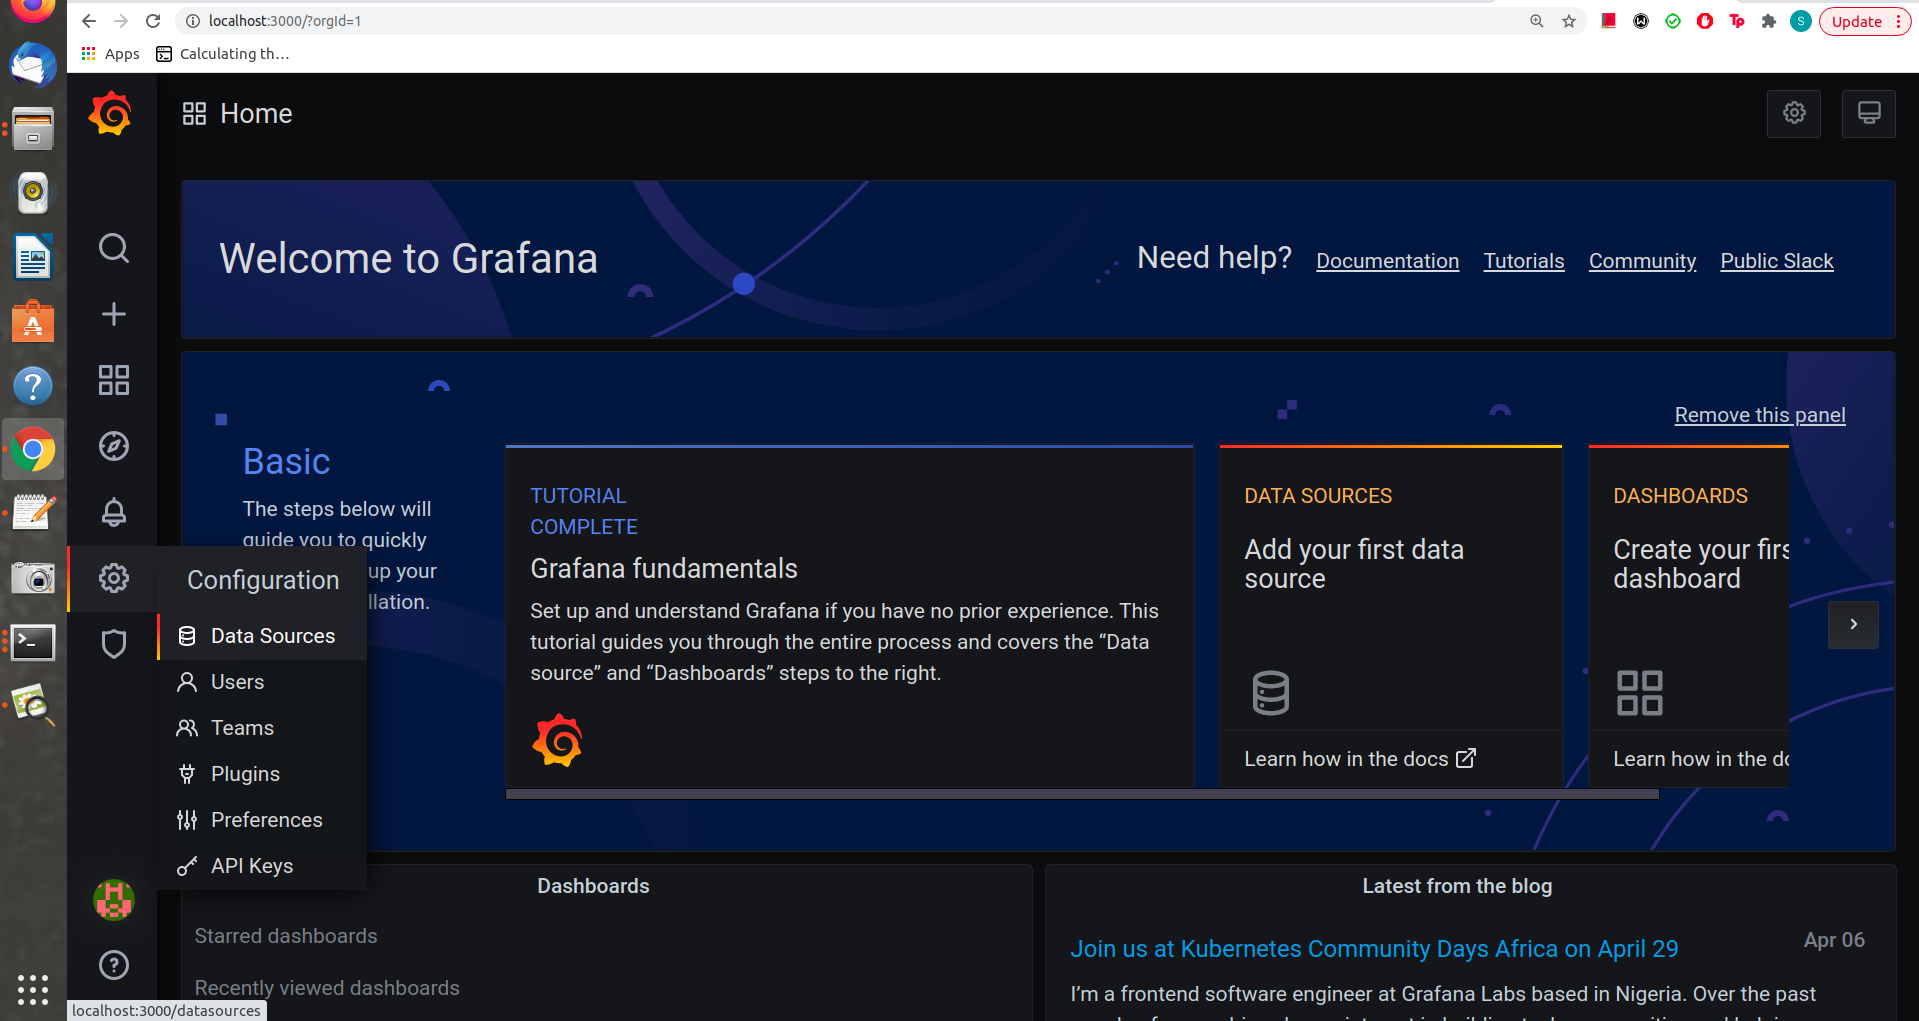 localhost:3000/?orgId=1
S
Update
Apps
Calculating th…
Home
Welcome to Grafana
Need help?
Documentation
Tutorials
Community
Public Slack
Remove this panel
Basic
The steps below will
guide you to quickly
up your
llation.
TUTORIAL
COMPLETE
Grafana fundamentals
Set up and understand Grafana if you have no prior experience. This
tutorial guides you through the entire process and covers the “Data
source” and “Dashboards” steps to the right.
DATA SOURCES
Add your first data
source
Learn how in the docs
DASHBOARDS
Create your firs
dashboard
Learn how in the do
Configuration
Data Sources
Users
Teams
Plugins
Preferences
API Keys
Dashboards
Starred dashboards
Recently viewed dashboards
Latest from the blog
Join us at Kubernetes Community Days Africa on April 29
Apr 06
I’m a frontend software engineer at Grafana Labs based in Nigeria. Over the past
localhost:3000/datasources